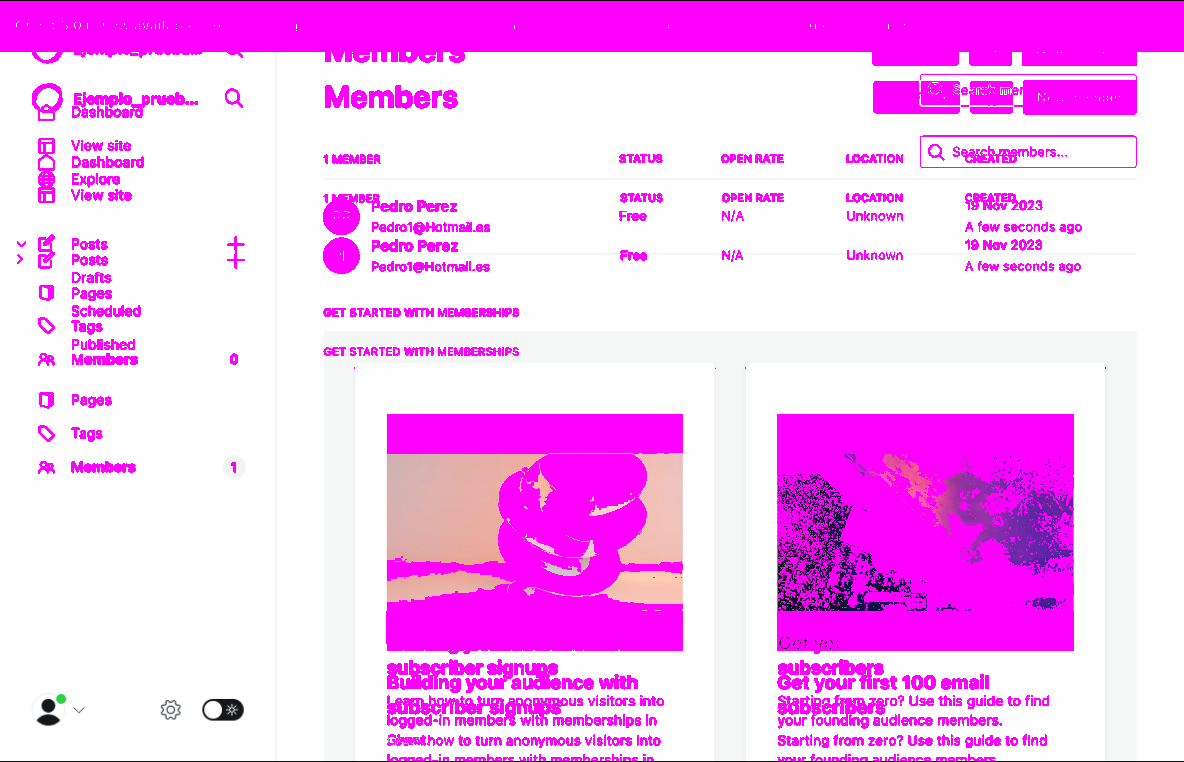 Members
Ejemplo_prueb...
Members
Dashboard
View site
Dashboard
Explore
View site
Search members...
1 MEMBER STATUS OPEN RATE LOCATION CREATED
1 MEMBER STATUS OPEN RATE LOCATION CREATED
Pedro Perez Free N/A Unknown 19 Nov 2023
Pedro1@Hotmail.es A few seconds ago
Pedro Perez Free N/A Unknown 19 Nov 2023
Pedro1@Hotmail.es A few seconds ago
Posts
Posts
Drafts
Pages
Scheduled
Tags
Published
Members 0
Pages
Tags
Members 1
GET STARTED WITH MEMBERSHIPS
GET STARTED WITH MEMBERSHIPS
subscriber signups
Building your audience with
subscriber signups
Learn how to turn anonymous visitors into
logged-in members with memberships in
Learn how to turn anonymous visitors into
logged-in members with memberships in
subscribers
Get your first 100 email
subscribers
Starting from zero? Use this guide to find
your founding audience members.
Starting from zero? Use this guide to find
your founding audience members.